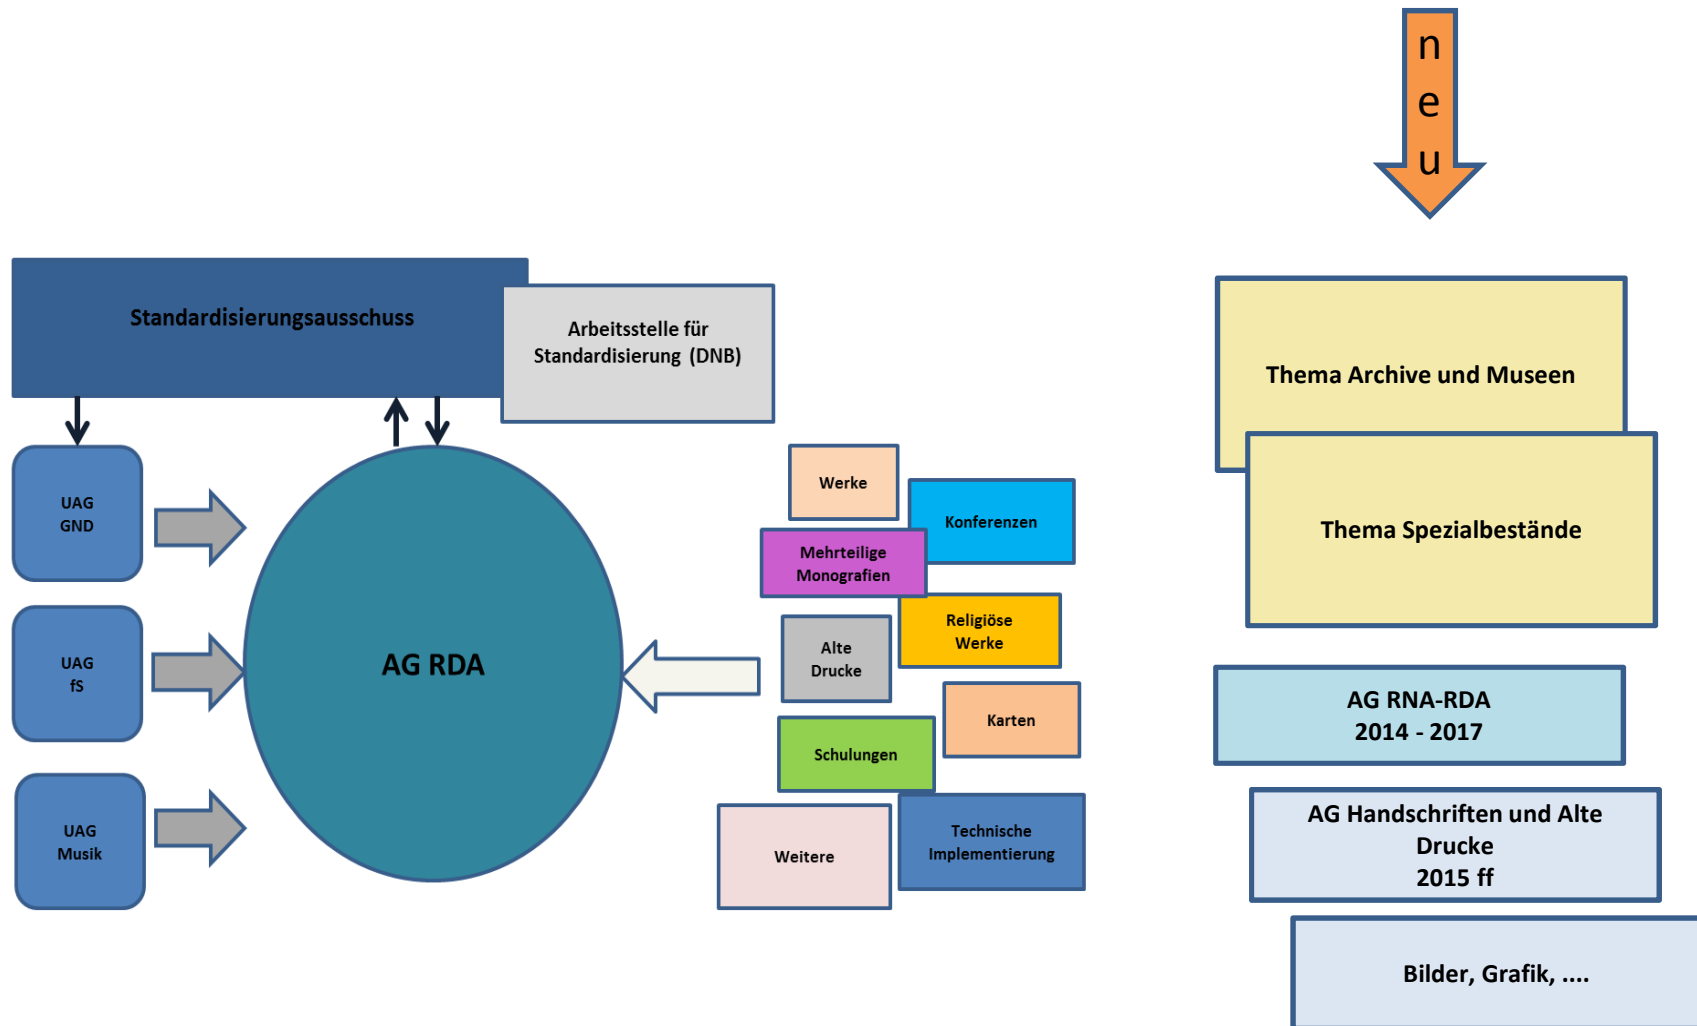 n
e
u
Standardisierungsausschuss
Arbeitsstelle für
Standardisierung (DNB)
UAG
GND
UAG
fS
UAG
Musik
AG RDA
Werke
Konferenzen
Mehrteilige
Monografien
Religiöse
Werke
Alte
Drucke
Karten
Schulungen
Technische
Implementierung
Weitere
Thema Archive und Museen
Thema Spezialbestände
AG RNA-RDA
2014 - 2017
AG Handschriften und Alte
Drucke
2015 ff
Bilder, Grafik, ....